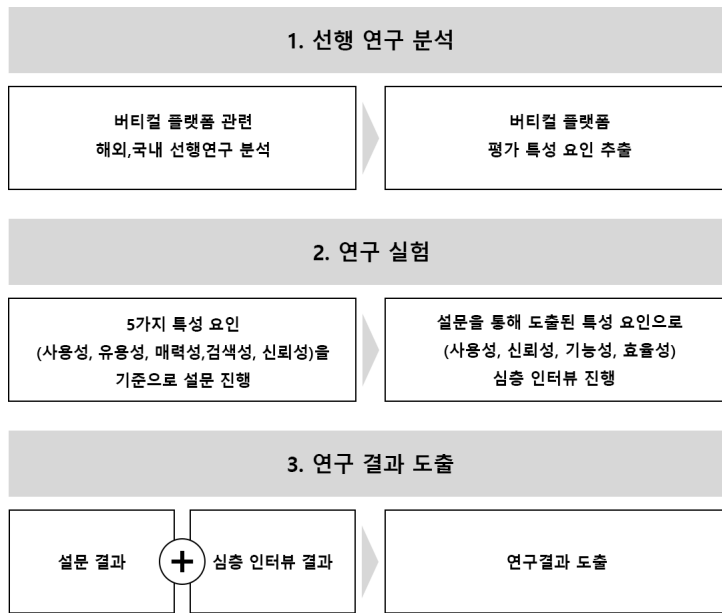 1. 선행 연구 분석
버티컬 플랫폼 관련
해외,국내 선행연구 분석
버티컬 플랫폼
평가 특성 요인 추출
2. 연구 실험
5가지 특성 요인
(사용성, 유용성, 매력성,검색성, 신뢰성)을
기준으로 설문 진행
설문을 통해 도출된 특성 요인으로
(사용성, 신뢰성, 기능성, 효율성)
심층 인터뷰 진행
3. 연구 결과 도출
설문 결과
+
심층 인터뷰 결과
연구결과 도출